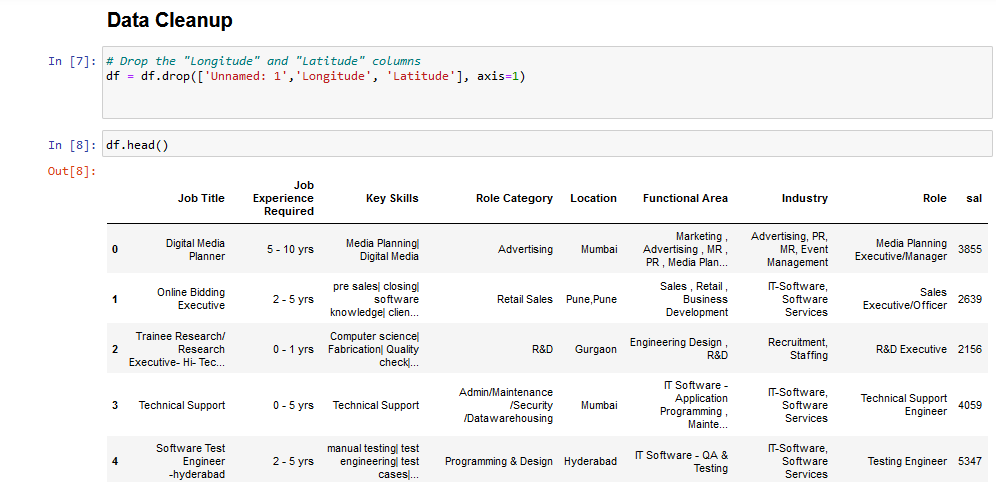 Data Cleanup
In [7]:
# Drop the "Longitude" and "Latitude" columns
df = df.drop(['Unnamed: 1','Longitude', 'Latitude'], axis=1)
In [8]:
df.head()
Out[8]:
Job Title
Job
Experience
Required
Key Skills
Role Category
Location
Functional Area
Industry
Role
sal
0
Digital Media
Planner
5 - 10 yrs
Media Planning|
Digital Media
Advertising
Mumbai
Marketing ,
Advertising , MR ,
PR , Media Plan...
Advertising, PR,
MR, Event
Management
Media Planning
Executive/Manager
3855
1
Online Bidding
Executive
2 - 5 yrs
pre sales| closing|
software
knowledge| clien...
Retail Sales
Pune,Pune
Sales , Retail ,
Business
Development
IT-Software,
Software
Services
Sales
Executive/Officer
2639
2
Trainee Research/
Research
Executive- Hi- Tec...
0 - 1 yrs
Computer science|
Fabrication| Quality
check|...
R&D
Gurgaon
Engineering Design ,
R&D
Recruitment,
Staffing
R&D Executive
2156
3
Technical Support
0 - 5 yrs
Technical Support
Admin/Maintenance
/Security
/Datawarehousing
Mumbai
IT Software -
Application
Programming ,
Mainte...
IT-Software,
Software
Services
Technical Support
Engineer
4059
4
Software Test
Engineer
-hyderabad
2 - 5 yrs
manual testing| test
engineering| test
cases|...
Programming & Design
Hyderabad
IT Software - QA &
Testing
IT-Software,
Software
Services
Testing Engineer
5347